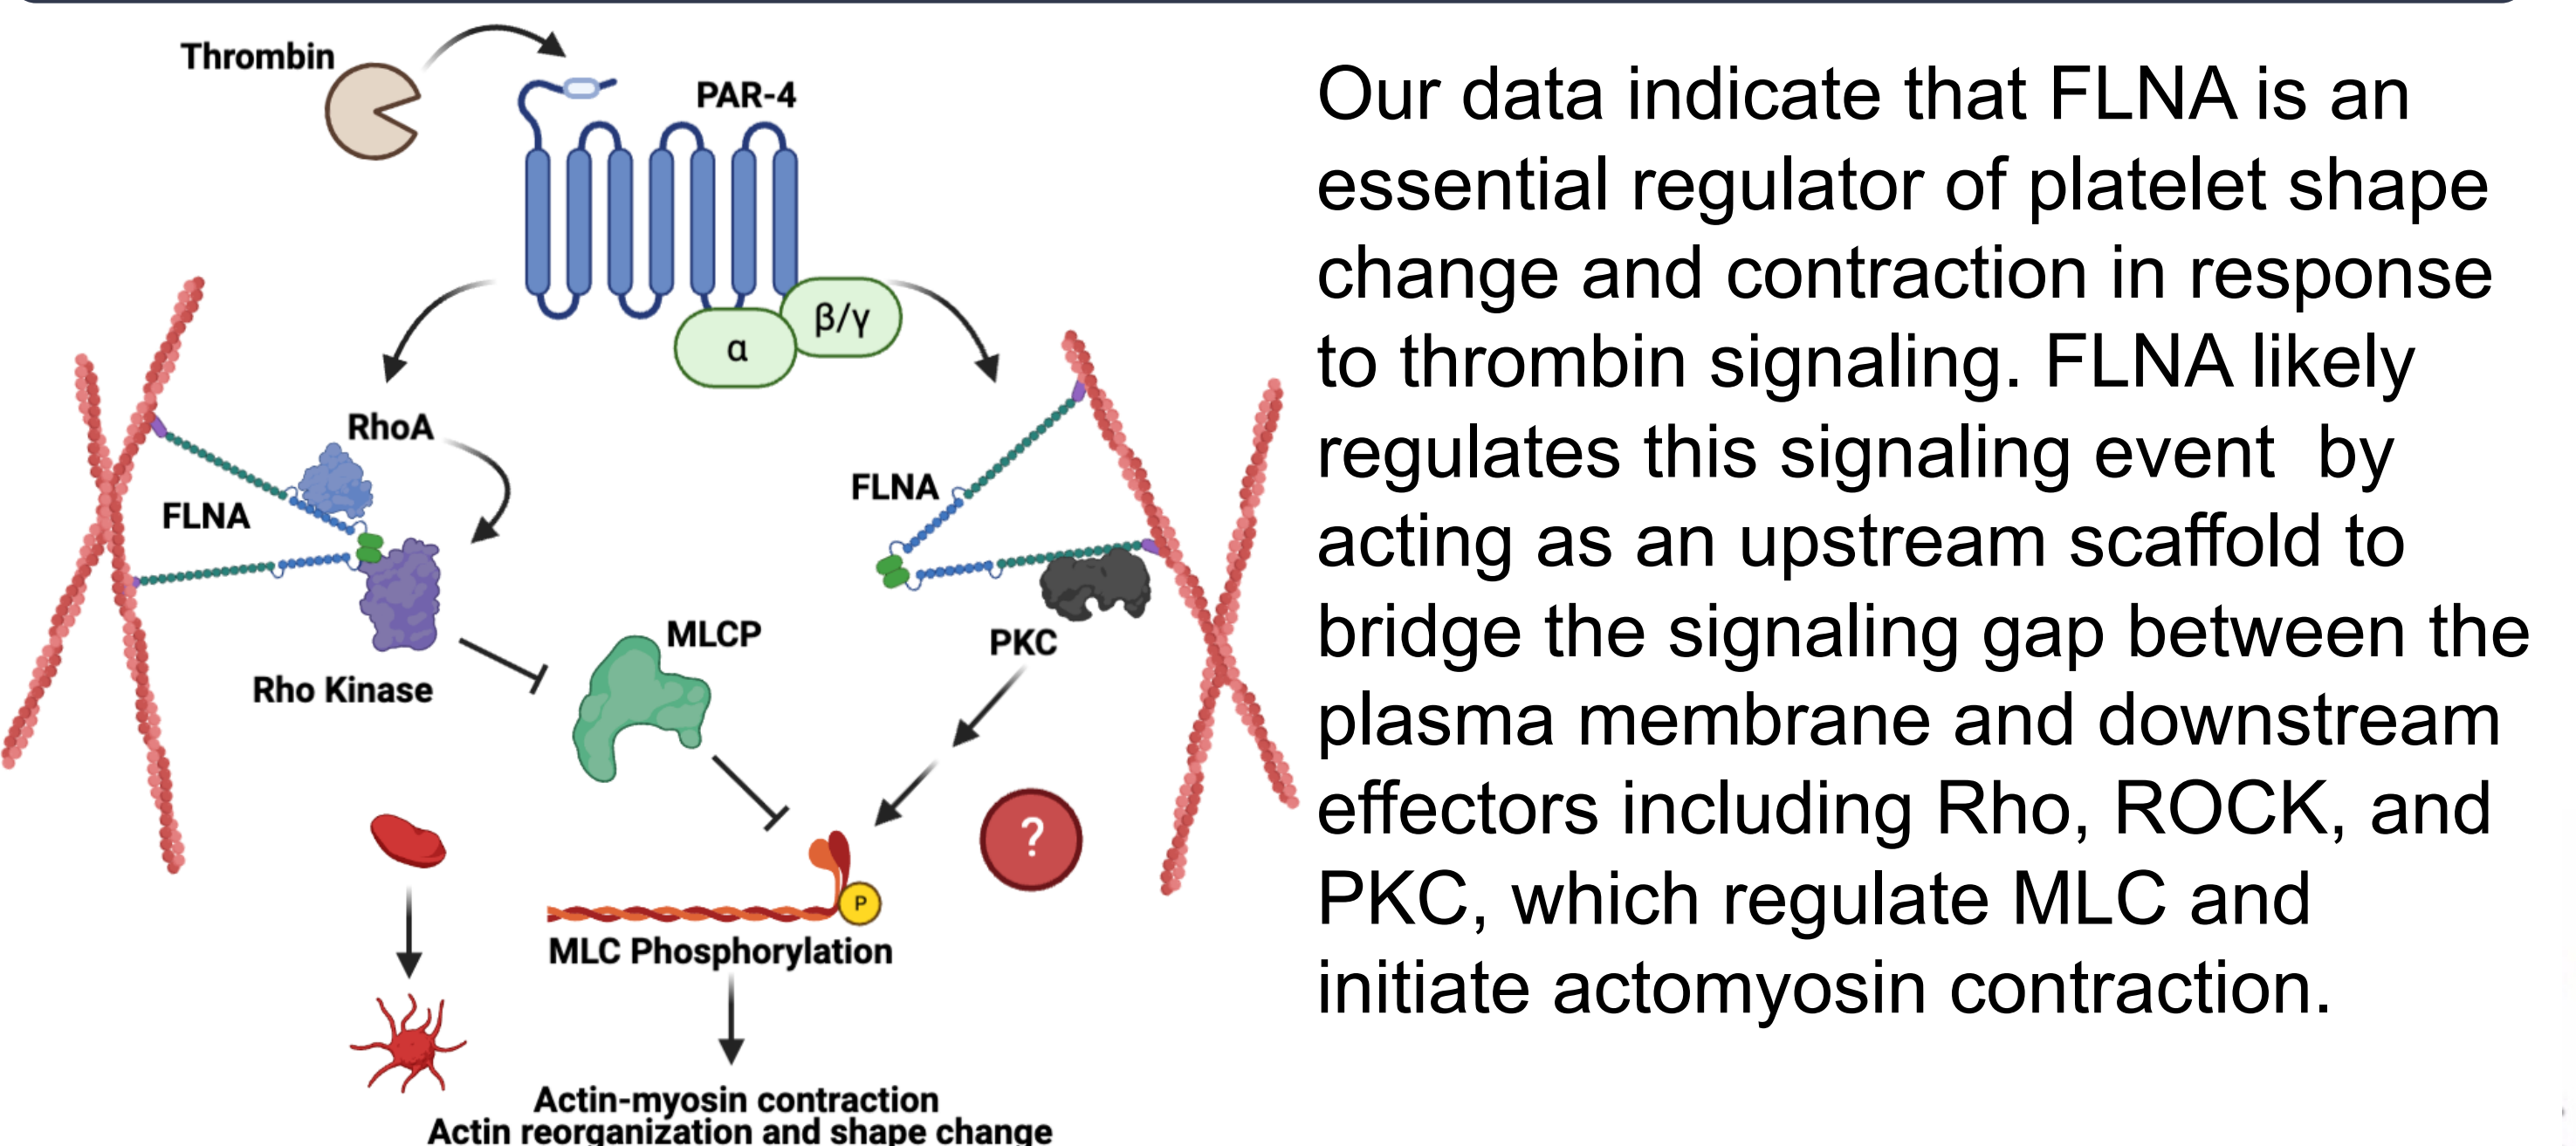 Thrombin
PAR-4
α
β/γ
RhoA
FLNA
FLNA
Rho Kinase
MLCP
PKC
?
P
MLC Phosphorylation
Actin-myosin contraction
Actin reorganization and shape change
Our data indicate that FLNA is an
essential regulator of platelet shape
change and contraction in response
to thrombin signaling. FLNA likely
regulates this signaling event  by
acting as an upstream scaffold to
bridge the signaling gap between the
plasma membrane and downstream
effectors including Rho, ROCK, and
PKC, which regulate MLC and
initiate actomyosin contraction.